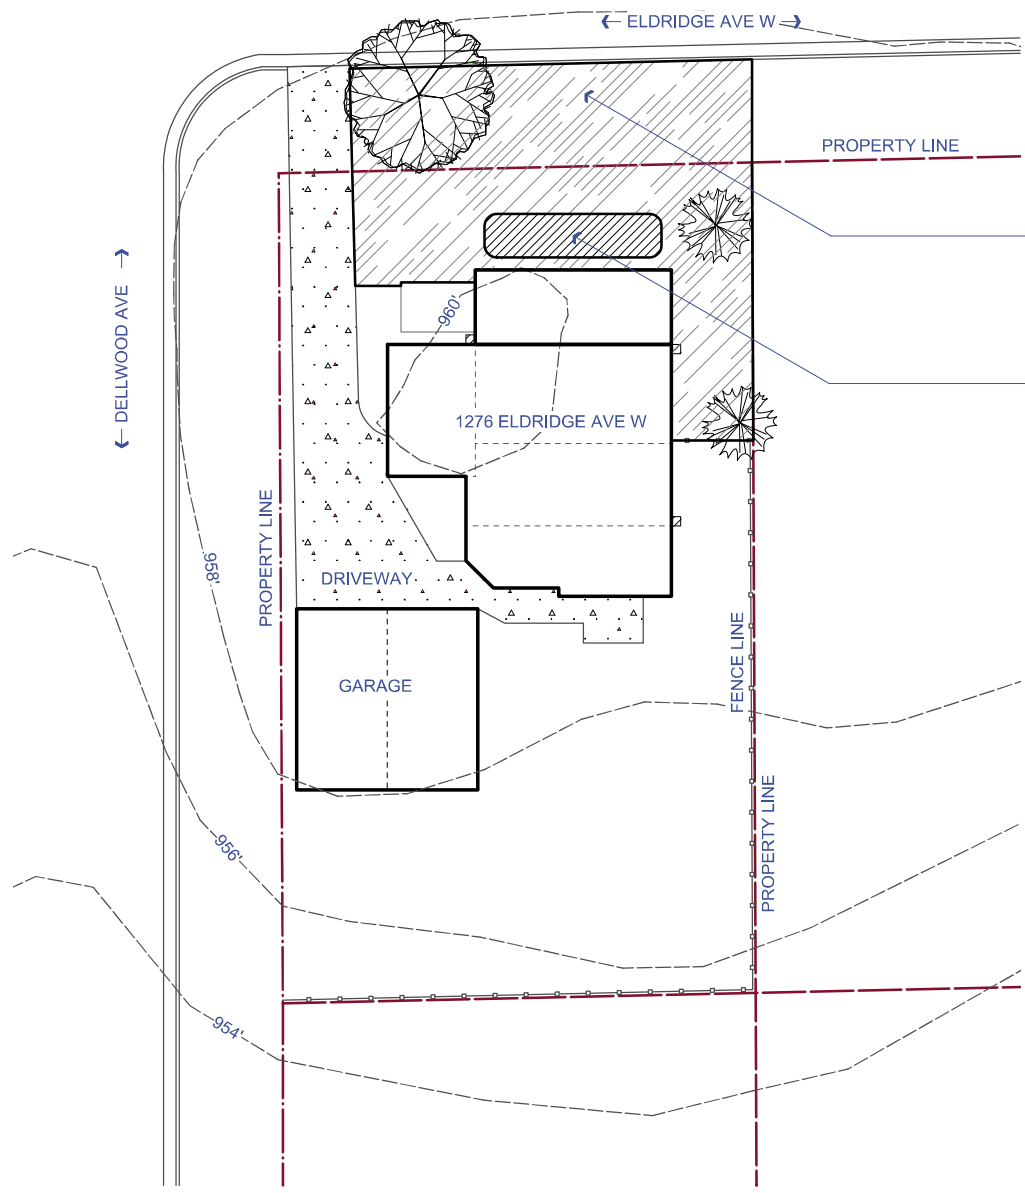 ELDRIDGE AVE W
PROPERTY LINE
DELLWOOD AVE
960'
1276 ELDRIDGE AVE W
PROPERTY LINE
958'
DRIVEWAY
GARAGE
FENCE LINE
PROPERTY LINE
956'
954'